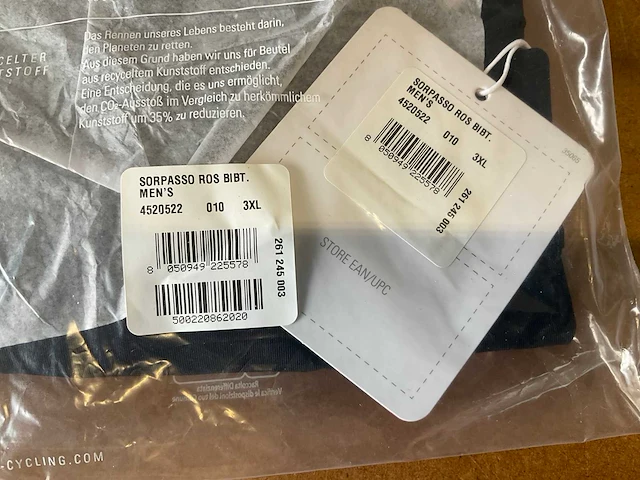 Das Rennen unseres Lebens besteht darin,
den Planeten zu retten.
Aus diesem Grund haben wir uns für Beutel
aus recyceltem Kunststoff entschieden.
Eine Entscheidung, die es uns ermöglicht,
den CO₂-Ausstoß im Vergleich zu herkömmlichem
Kunststoff um 35% zu reduzieren.
SORPASSO ROS BIBT.
MEN'S
4520522 010 3XL
8 050949 225578
261 245 003
35065
STORE EAN/UPC
SORPASSO ROS BIBT.
MEN'S
4520522 010 3XL
8 050949 225578
261 245 003
500220862020
Raccolta Differenziata
-CYCLING.COM